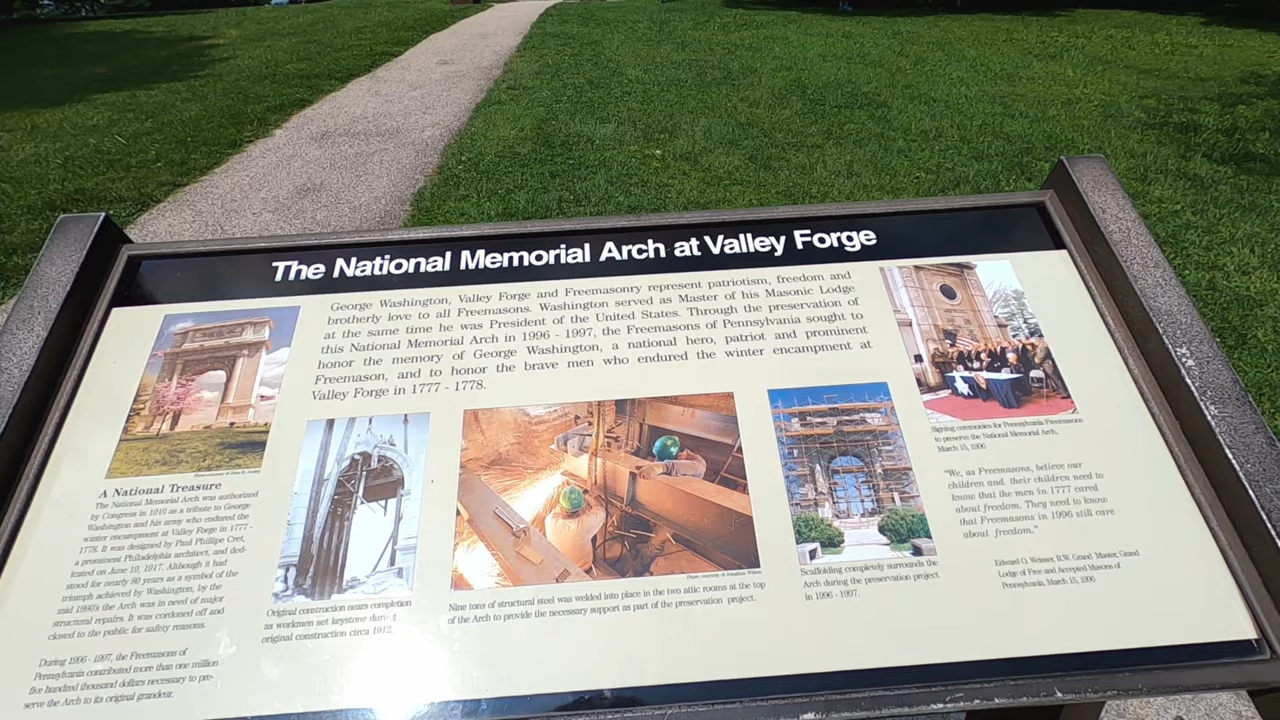 The National Memorial Arch at Valley Forge
George Washington, Valley Forge and Freemasonry represent patriotism, freedom and
brotherly love to all Freemasons. Washington served as Master of his Masonic Lodge
at the same time he was President of the United States. Through the preservation of
this National Memorial Arch in 1996 - 1997, the Freemasons of Pennsylvania sought to
honor the memory of George Washington, a national hero, patriot and prominent
Freemason, and to honor the brave men who endured the winter encampment at
Valley Forge in 1777 - 1778.
A National Treasure
The National Memorial Arch was authorized
by Congress in 1910 as a tribute to George
Washington and his army who endured the
winter encampment at Valley Forge in 1777 -
1778. It was designed by Paul Phillipe Cret,
a prominent Philadelphia architect, and ded-
icated on June 19, 1917. Although it had
stood for nearly 80 years as a symbol of the
triumph achieved by Washington, by the
mid 1990's the Arch was in need of major
structural repairs. It was cordoned off and
closed to the public for safety reasons.
During 1996 - 1997, the Freemasons of
Pennsylvania contributed more than one million
five hundred thousand dollars necessary to pre-
serve the Arch to its original grandeur.
Original construction nears completion
as workmen set keystone during
original construction circa 1912.
Photo courtesy of Jonathan Wilson
Nine tons of structural steel was welded into place in the two attic rooms at the top
of the Arch to provide the necessary support as part of the preservation project.
Scaffolding completely surrounds the
Arch during the preservation project
in 1996 - 1997.
Signing ceremonies for Pennsylvania Freemasons
to preserve the National Memorial Arch,
March 15, 1996
"We, as Freemasons, believe our
children and their children need to
know that the men in 1777 cared
about freedom. They need to know
that Freemasons in 1996 still care
about freedom."
Edward O. Weisser, R.W. Grand Master, Grand
Lodge of Free and Accepted Masons of
Pennsylvania, March 15, 1996